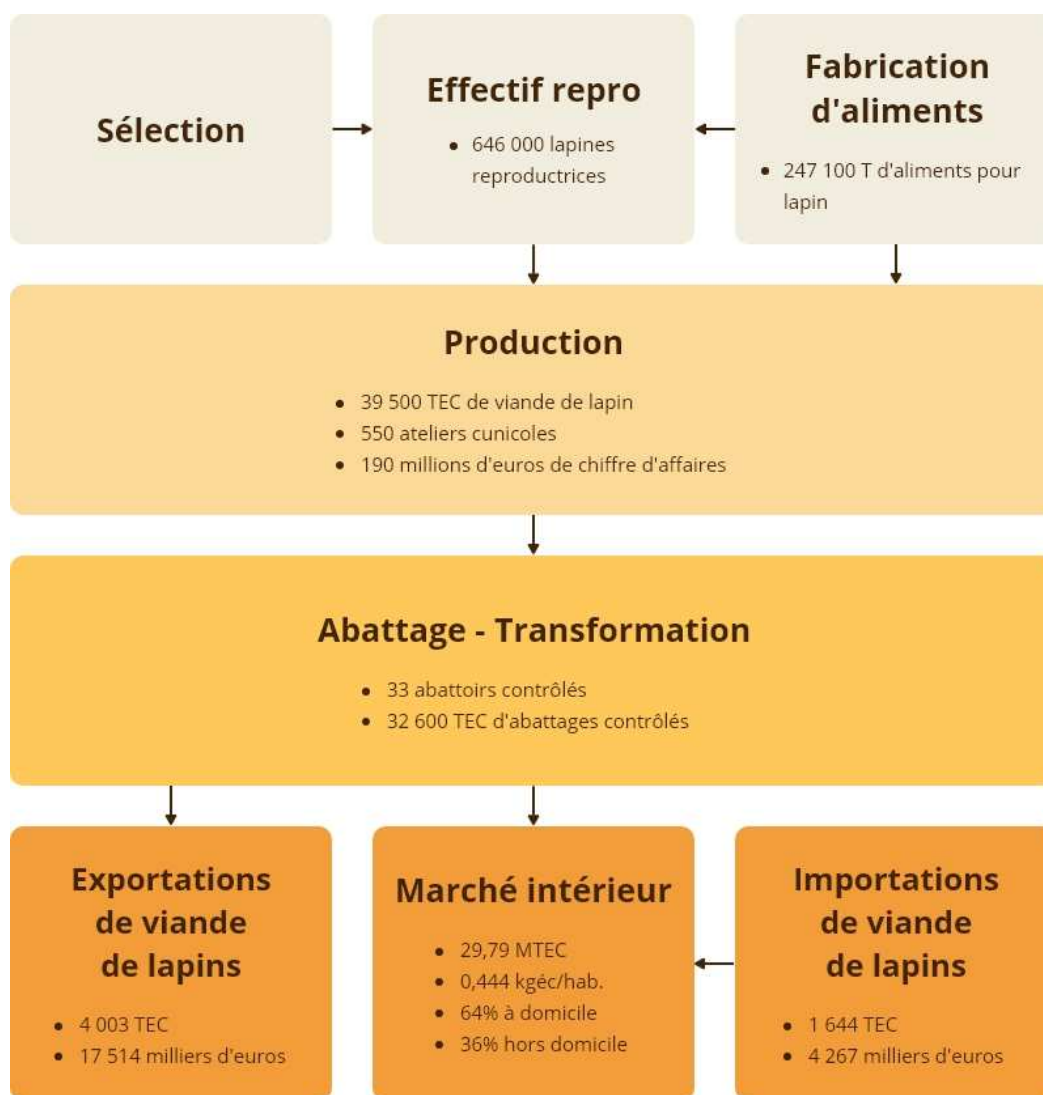 Sélection
Effectif repro
• 646 000 lapines
reproductrices
Fabrication
d'aliments
• 247 100 T d'aliments pour
lapin
Production
• 39 500 TEC de viande de lapin
• 550 ateliers cunicoles
• 190 millions d'euros de chiffre d'affaires
Abattage - Transformation
• 33 abattoirs contrôlés
• 32 600 TEC d'abattages contrôlés
Exportations
de viande
de lapins
• 4 003 TEC
• 17 514 milliers d'euros
Marché intérieur
• 29,79 MTEC
• 0,444 kgéc/hab.
• 64% à domicile
• 36% hors domicile
Importations
de viande
de lapins
• 1 644 TEC
• 4 267 milliers d'euros